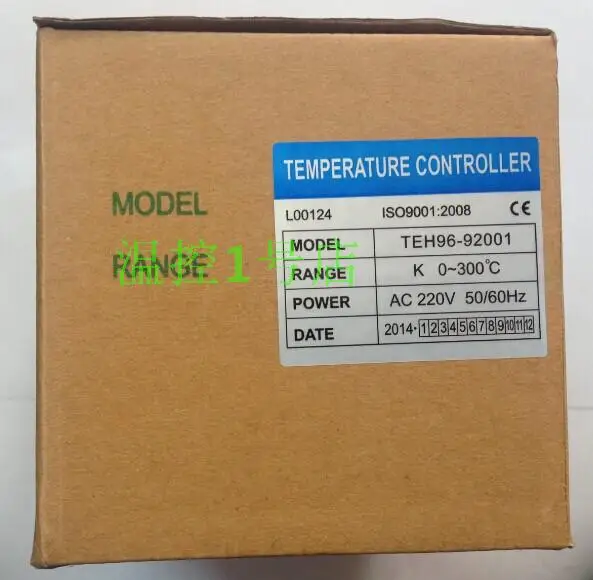 MODEL
RANGE
温控1号店
TEMPERATURE CONTROLLER
L00124 ISO9001:2008 CE
MODEL TEH96-92001
RANGE K 0~300℃
POWER AC 220V 50/60Hz
DATE 2014· 1 2 3 4 5 6 7 8 9 10 11 12